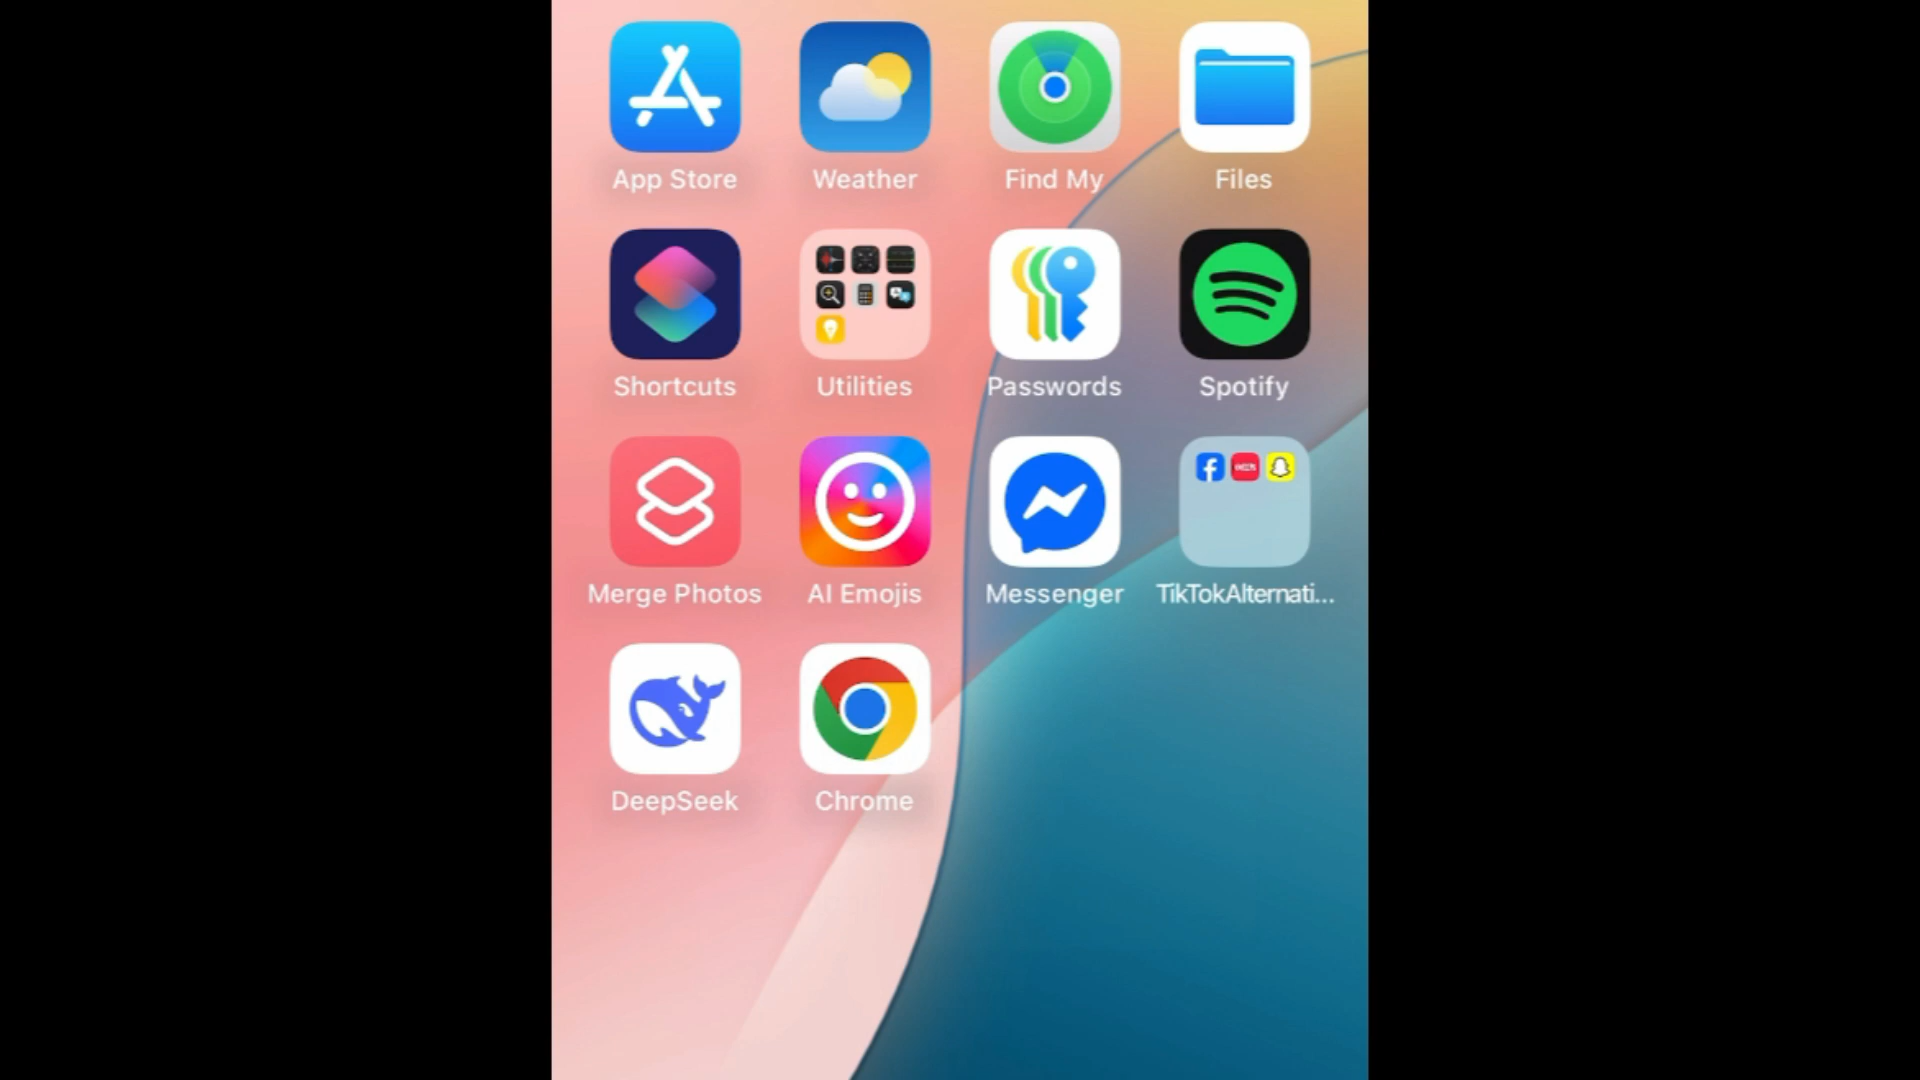 App Store
Weather
Find My
Files
Shortcuts
Utilities
Passwords
Spotify
Merge Photos
AI Emojis
Messenger
TikTokAlternati...
DeepSeek
Chrome